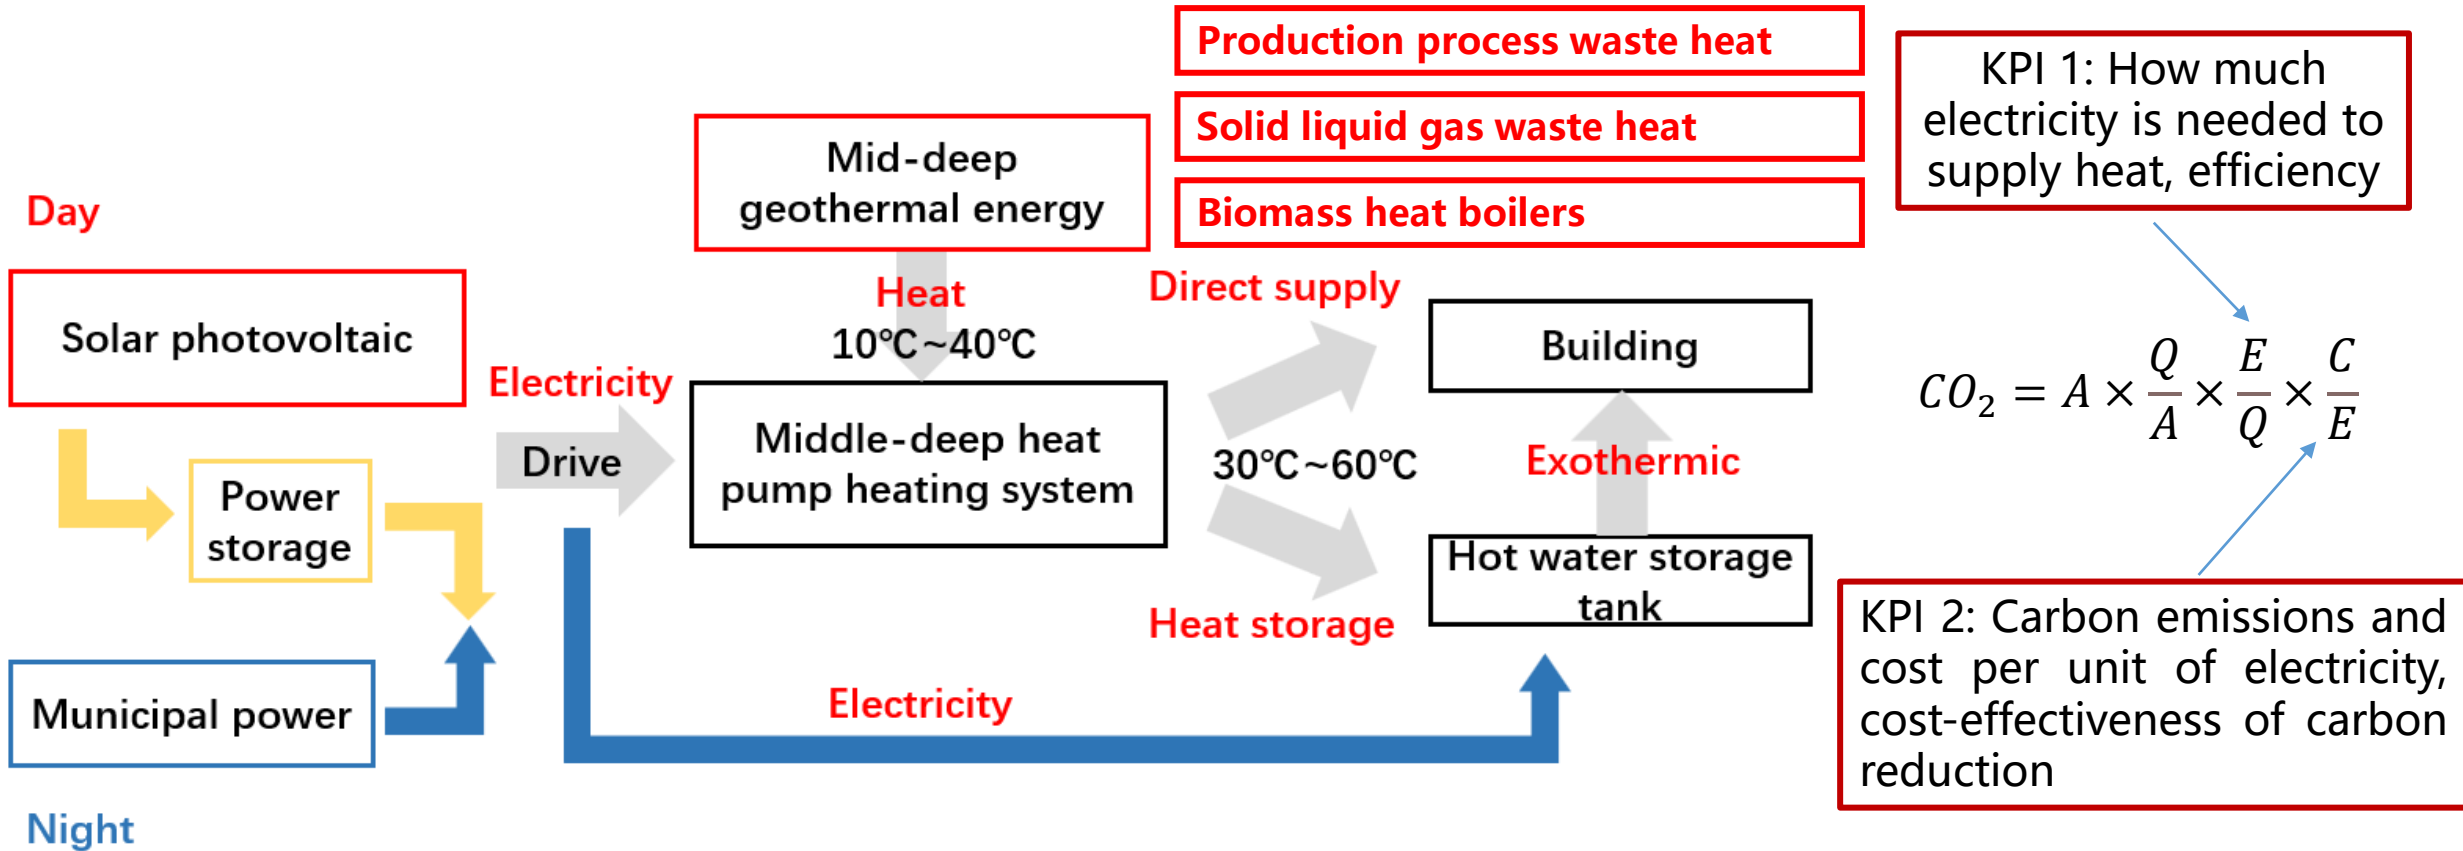 Production process waste heat
Solid liquid gas waste heat
Biomass heat boilers
KPI 1: How much
electricity is needed to
supply heat, efficiency
Mid-deep
geothermal energy
Day
Heat
10℃~40℃
Direct supply
Solar photovoltaic
Building
Electricity
Drive
Middle-deep heat
pump heating system
30℃~60℃
Exothermic
CO₂ = A × Q/A × E/Q × C/E
Power
storage
Hot water storage
tank
Heat storage
KPI 2: Carbon emissions and
cost per unit of electricity,
cost-effectiveness of carbon
reduction
Municipal power
Electricity
Night